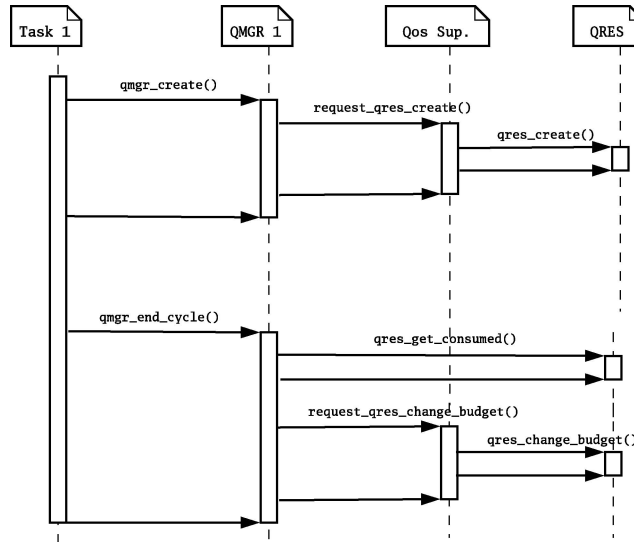 Task 1
QMGR 1
Qos Sup.
QRES
qmgr_create()
request_qres_create()
qres_create()
qmgr_end_cycle()
qres_get_consumed()
request_qres_change_budget()
qres_change_budget()